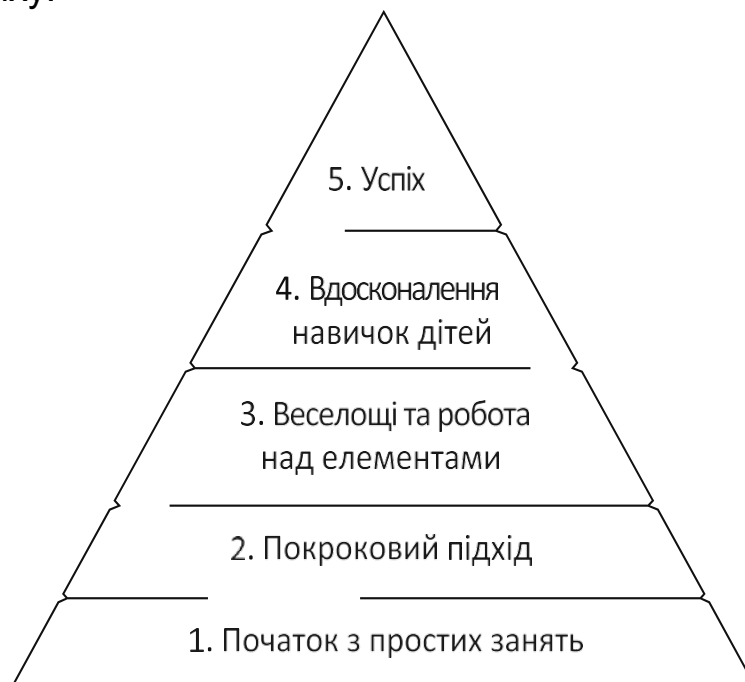 5. Успіх
4. Вдосконалення
навичок дітей
3. Веселощі та робота
над елементами
2. Покроковий підхід
1. Початок з простих занять